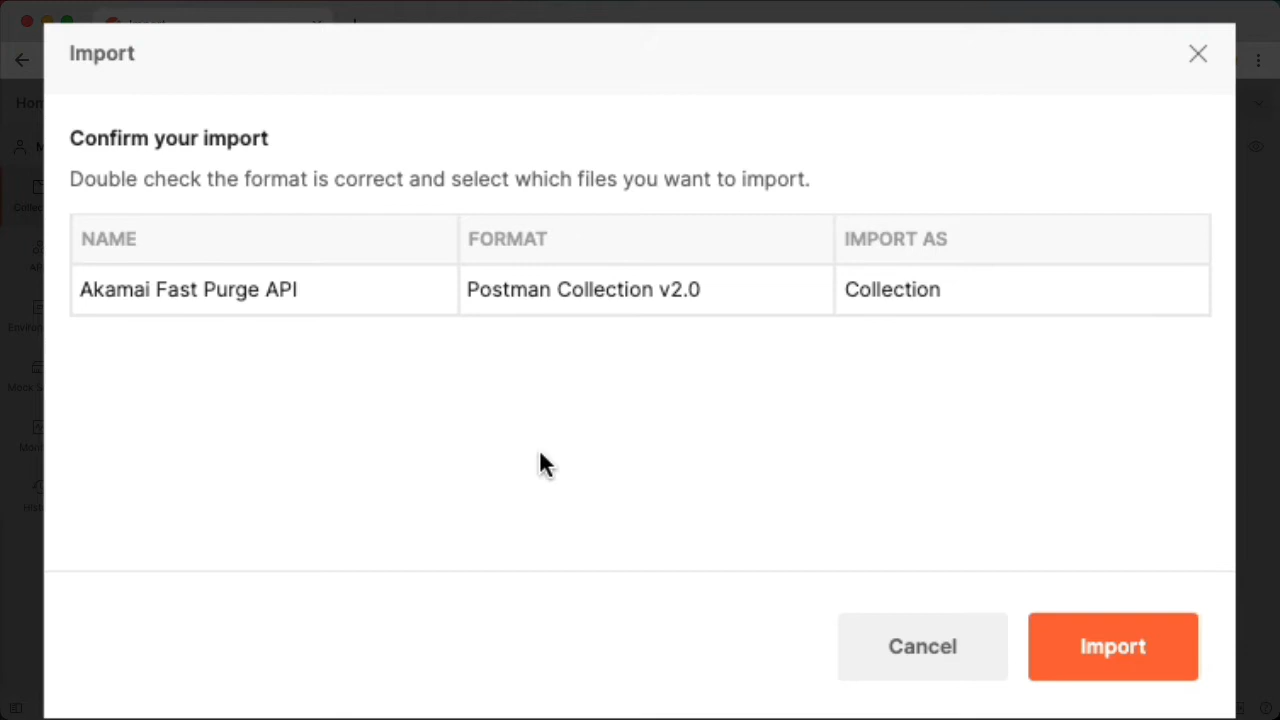 Import
Confirm your import
Double check the format is correct and select which files you want to import.
NAME FORMAT IMPORT AS
Akamai Fast Purge API Postman Collection v2.0 Collection
Cancel Import